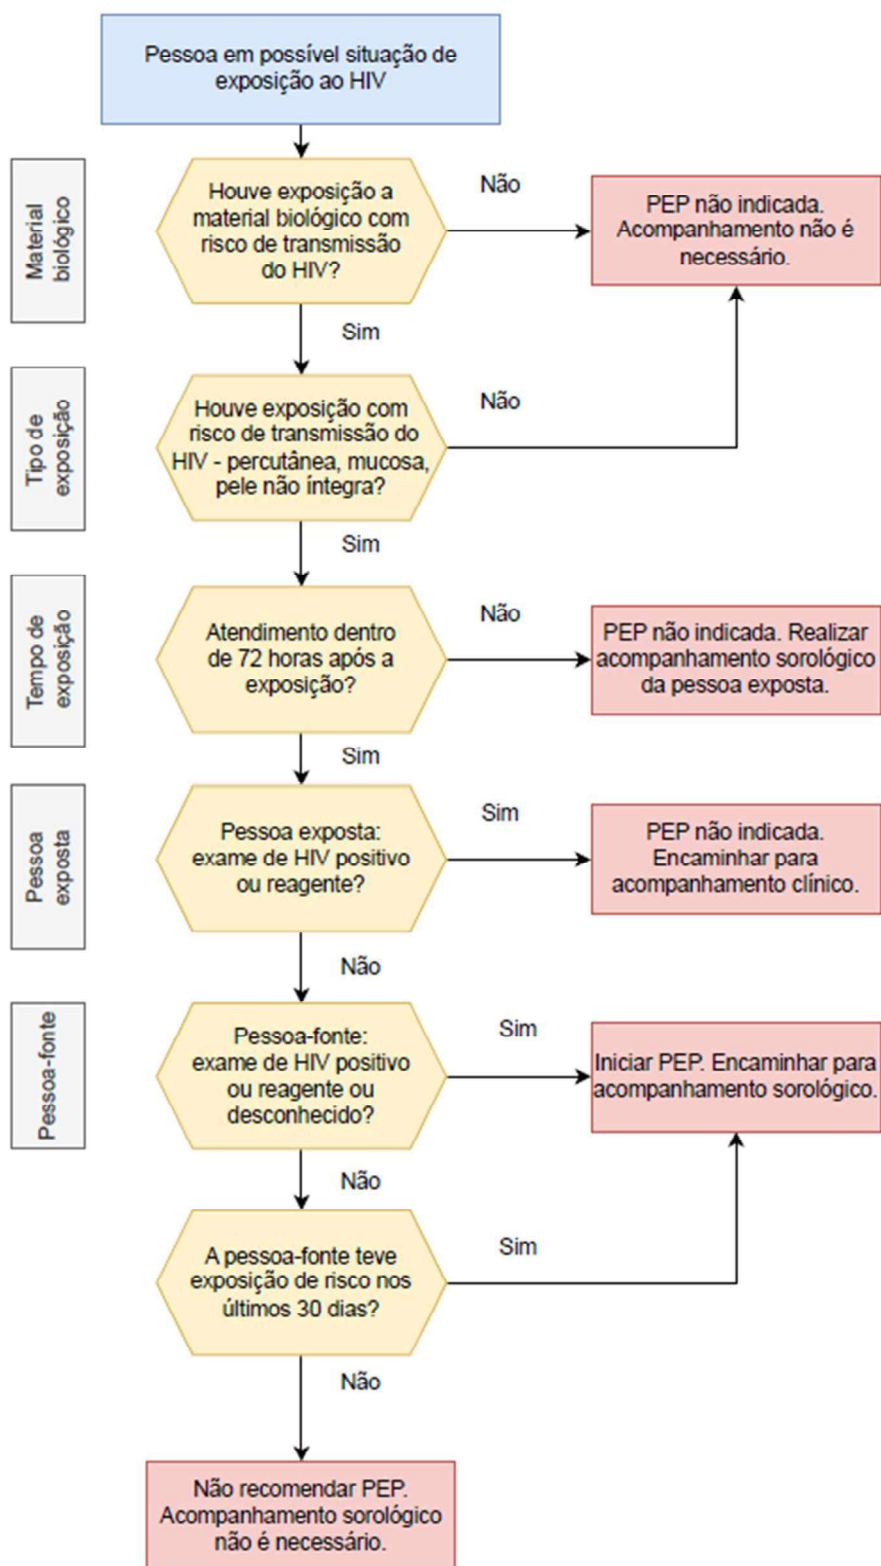 Pessoa em possível situação de
exposição ao HIV
Material
biológico
Houve exposição a
material biológico com
risco de transmissão
do HIV?
Não
PEP não indicada.
Acompanhamento não é
necessário.
Sim
Tipo de
exposição
Houve exposição com
risco de transmissão do
HIV - percutânea, mucosa,
pele não íntegra?
Não
Sim
Tempo de
exposição
Atendimento dentro
de 72 horas após a
exposição?
Não
PEP não indicada. Realizar
acompanhamento sorológico
da pessoa exposta.
Sim
Pessoa
exposta
Pessoa exposta:
exame de HIV positivo
ou reagente?
Sim
PEP não indicada.
Encaminhar para
acompanhamento clínico.
Não
Pessoa-fonte
Pessoa-fonte:
exame de HIV positivo
ou reagente ou
desconhecido?
Sim
Iniciar PEP. Encaminhar para
acompanhamento sorológico.
Não
A pessoa-fonte teve
exposição de risco nos
últimos 30 dias?
Sim
Não
Não recomendar PEP.
Acompanhamento sorológico
não é necessário.